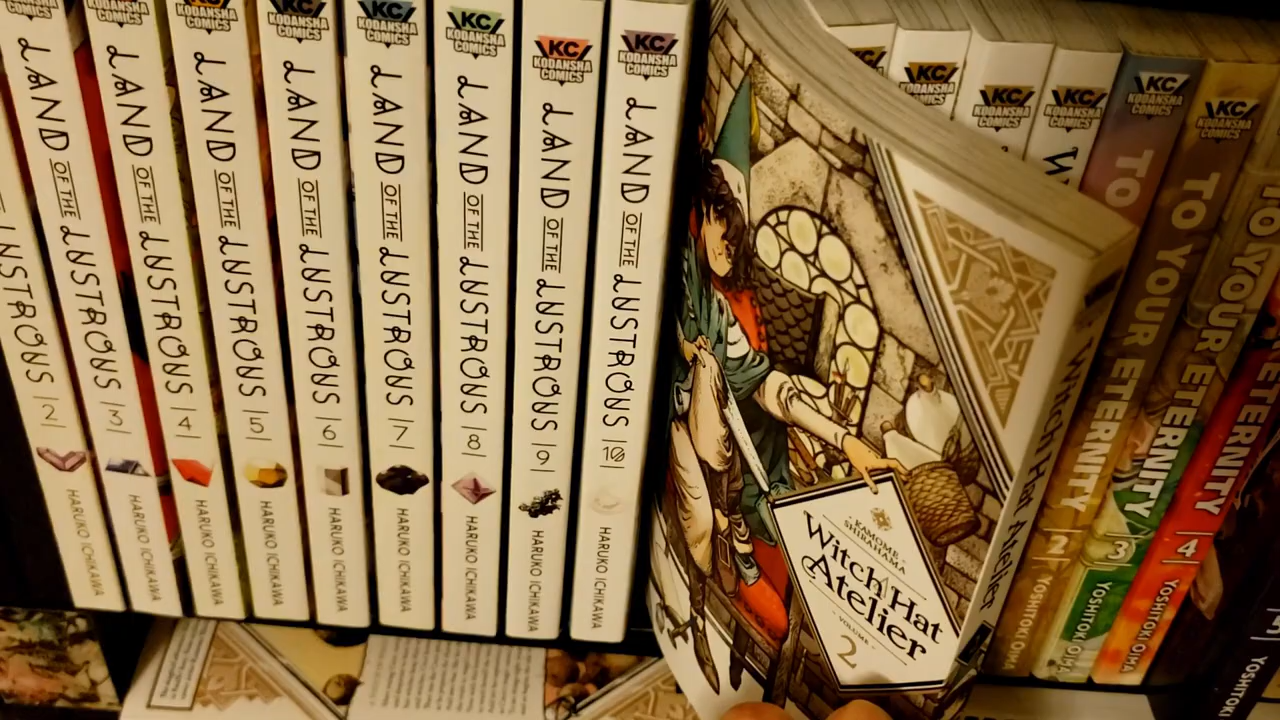 LAND OF THE LUSTROUS 2 HARUKO ICHIKAWA
KC KODANSHA COMICS LAND OF THE LUSTROUS 3 HARUKO ICHIKAWA
KC KODANSHA COMICS LAND OF THE LUSTROUS 4 HARUKO ICHIKAWA
KC KODANSHA COMICS LAND OF THE LUSTROUS 5 HARUKO ICHIKAWA
KC KODANSHA COMICS LAND OF THE LUSTROUS 6 HARUKO ICHIKAWA
KC KODANSHA COMICS LAND OF THE LUSTROUS 7 HARUKO ICHIKAWA
KC KODANSHA COMICS LAND OF THE LUSTROUS 8 HARUKO ICHIKAWA
KC KODANSHA COMICS LAND OF THE LUSTROUS 9 HARUKO ICHIKAWA
KC KODANSHA COMICS LAND OF THE LUSTROUS 10 HARUKO ICHIKAWA
KAMOME
SHIRAHAMA
Witch Hat
Atelier
VOLUME
2
Witch Hat Atelier
KC
KC KODANSHA COMICS
KC KODANSHA COMICS
KC KODANSHA COMICS
KC KODANSHA COMICS TO YOUR ETERNITY 2 YOSHITOKI OIMA
KC KODANSHA COMICS TO YOUR ETERNITY 3 YOSHITOKI OIMA
TO YOUR ETERNITY 4 YOSHITOKI OIMA
YOSHITOKI